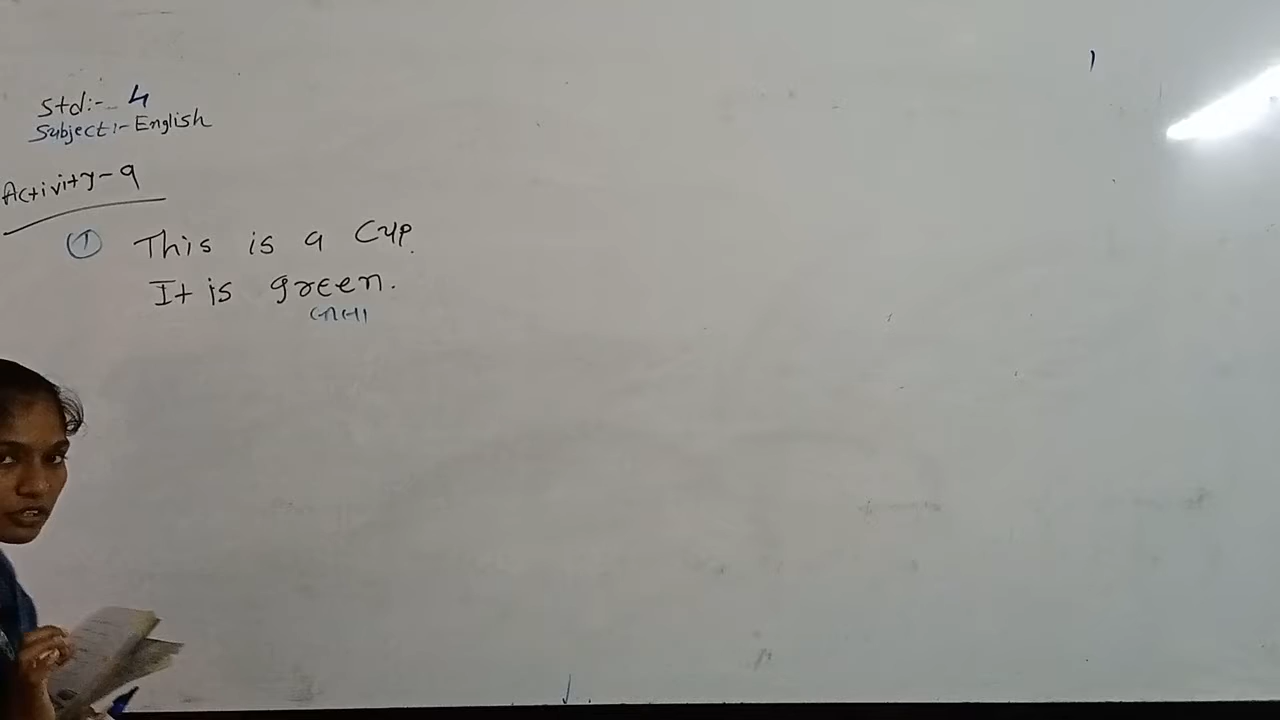 Std:- 4
Subject:- English
Activity-9
① This is a Cup.
It is green.